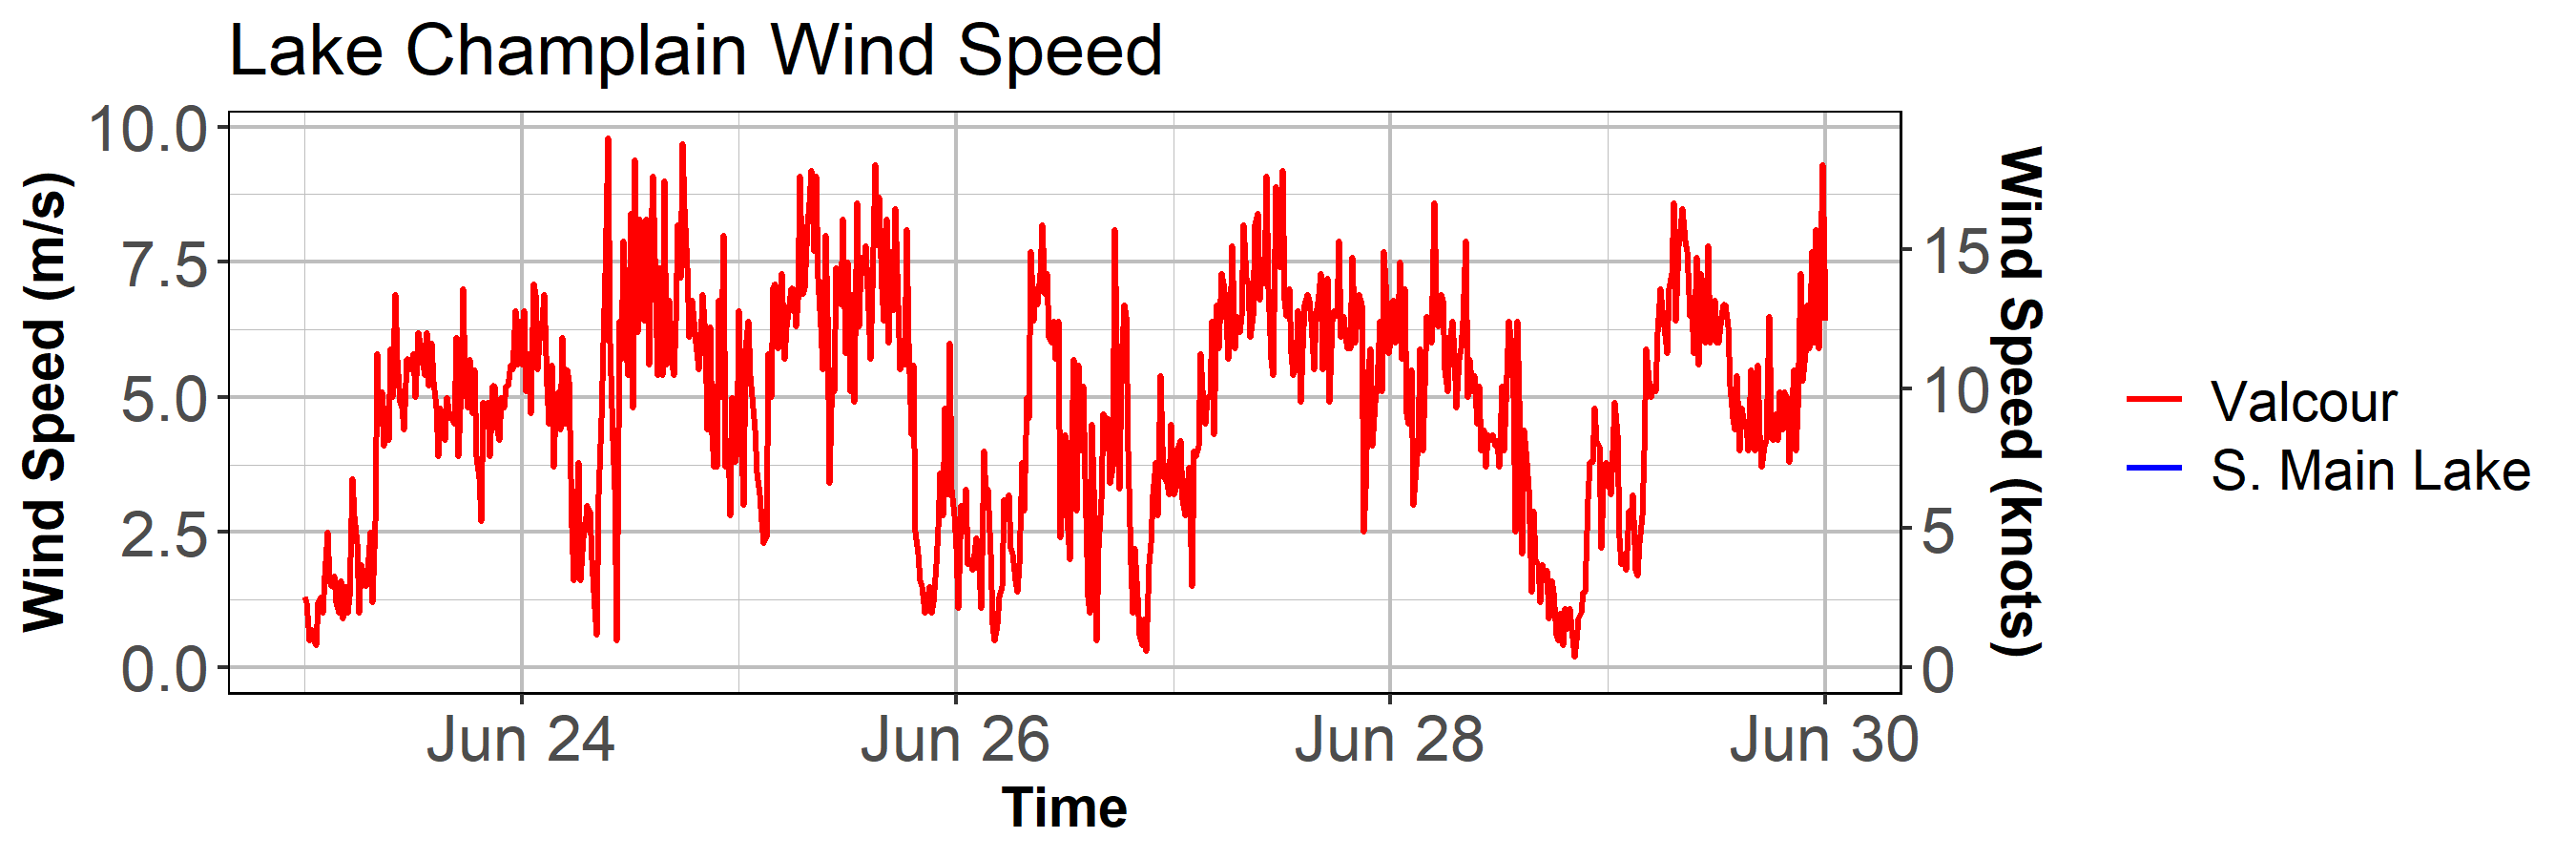 Lake Champlain Wind Speed
Wind Speed (m/s)
10.0
7.5
5.0
2.5
0.0
Wind Speed (knots)
15
10
5
0
Jun 24
Jun 26
Jun 28
Jun 30
Time
Valcour
S. Main Lake